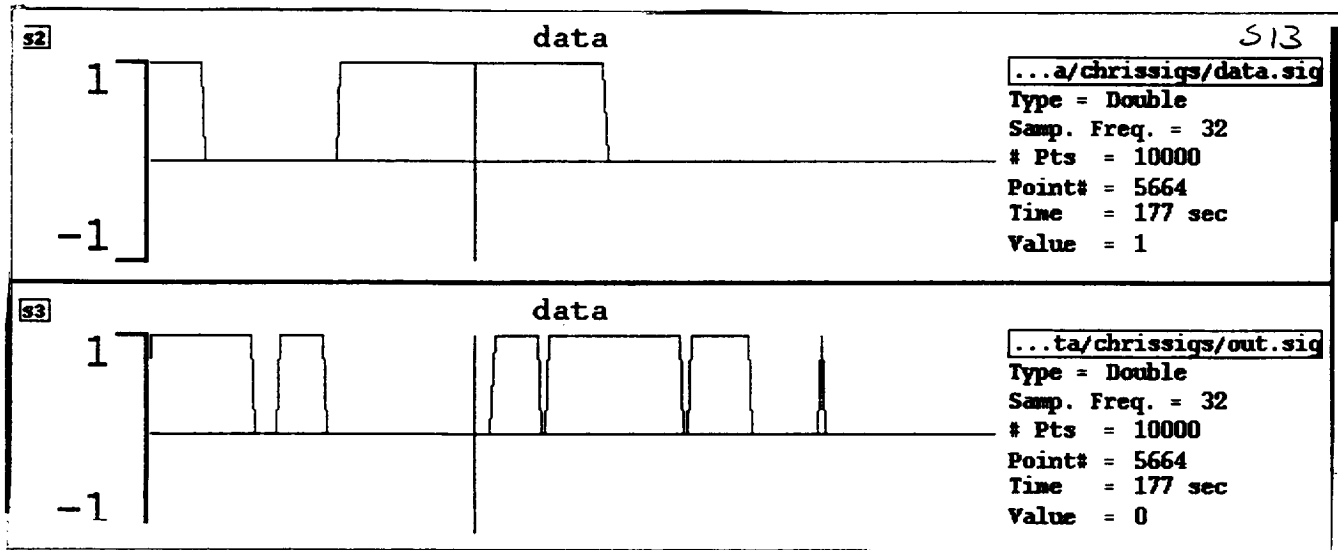 s2
data
S13
1
-1
...a/chrissigs/data.sig
Type = Double
Samp. Freq. = 32
# Pts = 10000
Point# = 5664
Time = 177 sec
Value = 1
s3
data
1
-1
...ta/chrissigs/out.sig
Type = Double
Samp. Freq. = 32
# Pts = 10000
Point# = 5664
Time = 177 sec
Value = 0